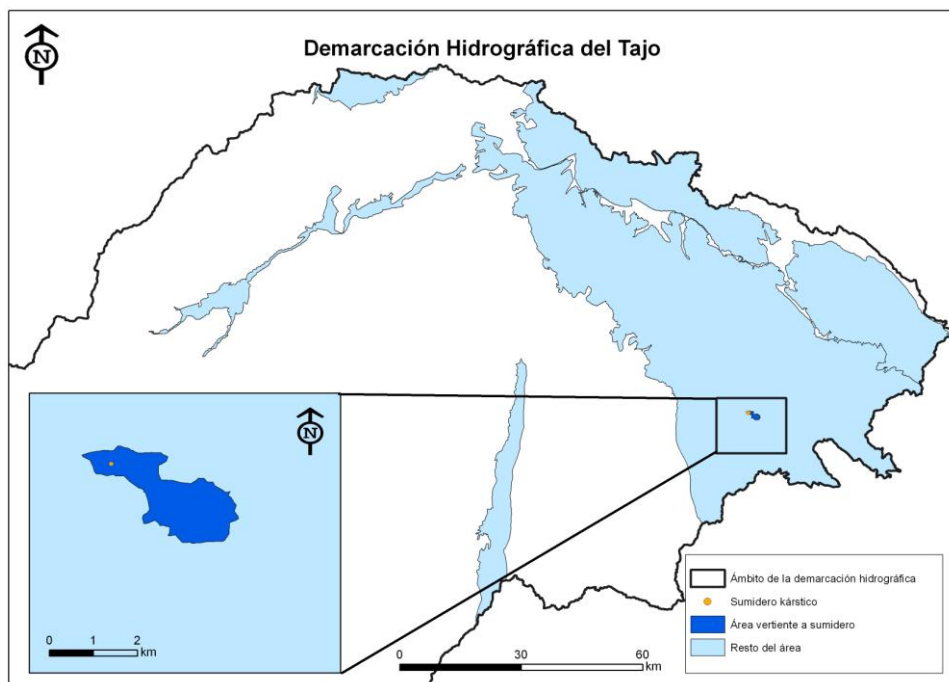 N
Demarcación Hidrográfica del Tajo
N
0 1 2
km
0 30 60
km
Ámbito de la demarcación hidrográfica
Sumidero kárstico
Área vertiente a sumidero
Resto del área